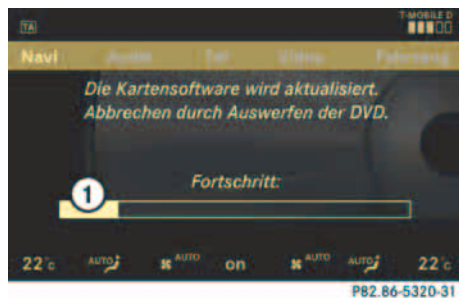 T-MOBILE D
TA
Navi Audio Tel Video Fahrzeug
Die Kartensoftware wird aktualisiert.
Abbrechen durch Auswerfen der DVD.
Fortschritt:
1
22°c AUTO AUTO on AUTO AUTO 22°c
P82.86-5320-31